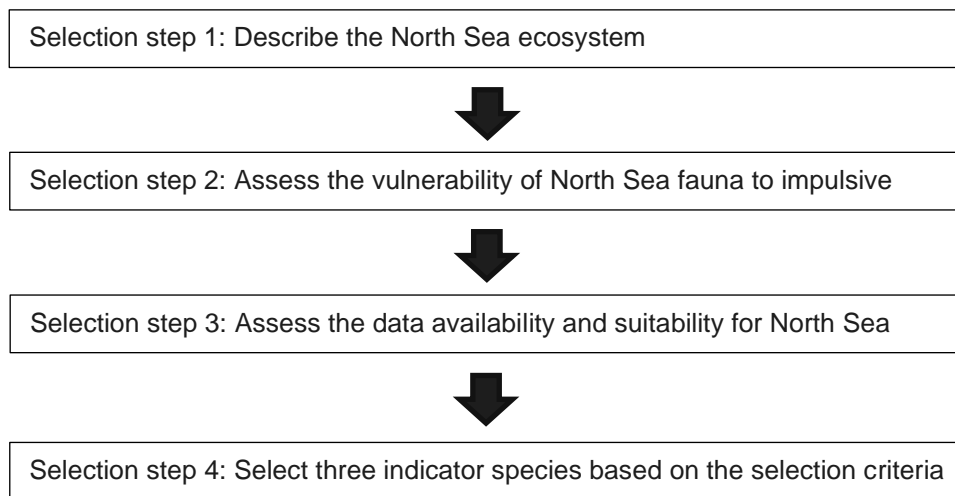 Selection step 1: Describe the North Sea ecosystem
Selection step 2: Assess the vulnerability of North Sea fauna to impulsive
Selection step 3: Assess the data availability and suitability for North Sea
Selection step 4: Select three indicator species based on the selection criteria